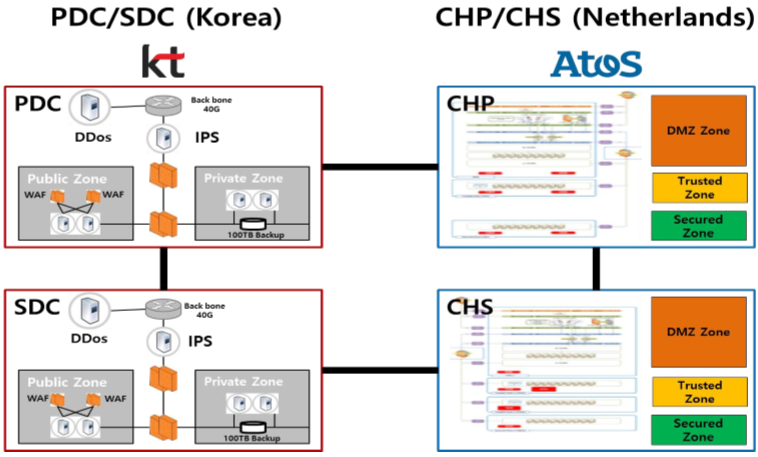 PDC/SDC (Korea)
CHP/CHS (Netherlands)
kt
Atos
PDC
Back bone
40G
DDos
IPS
Public Zone
Private Zone
WAF
WAF
100TB Backup
CHP
DMZ Zone
Trusted
Zone
Secured
Zone
SDC
Back bone
40G
DDos
IPS
Public Zone
Private Zone
WAF
WAF
100TB Backup
CHS
DMZ Zone
Trusted
Zone
Secured
Zone